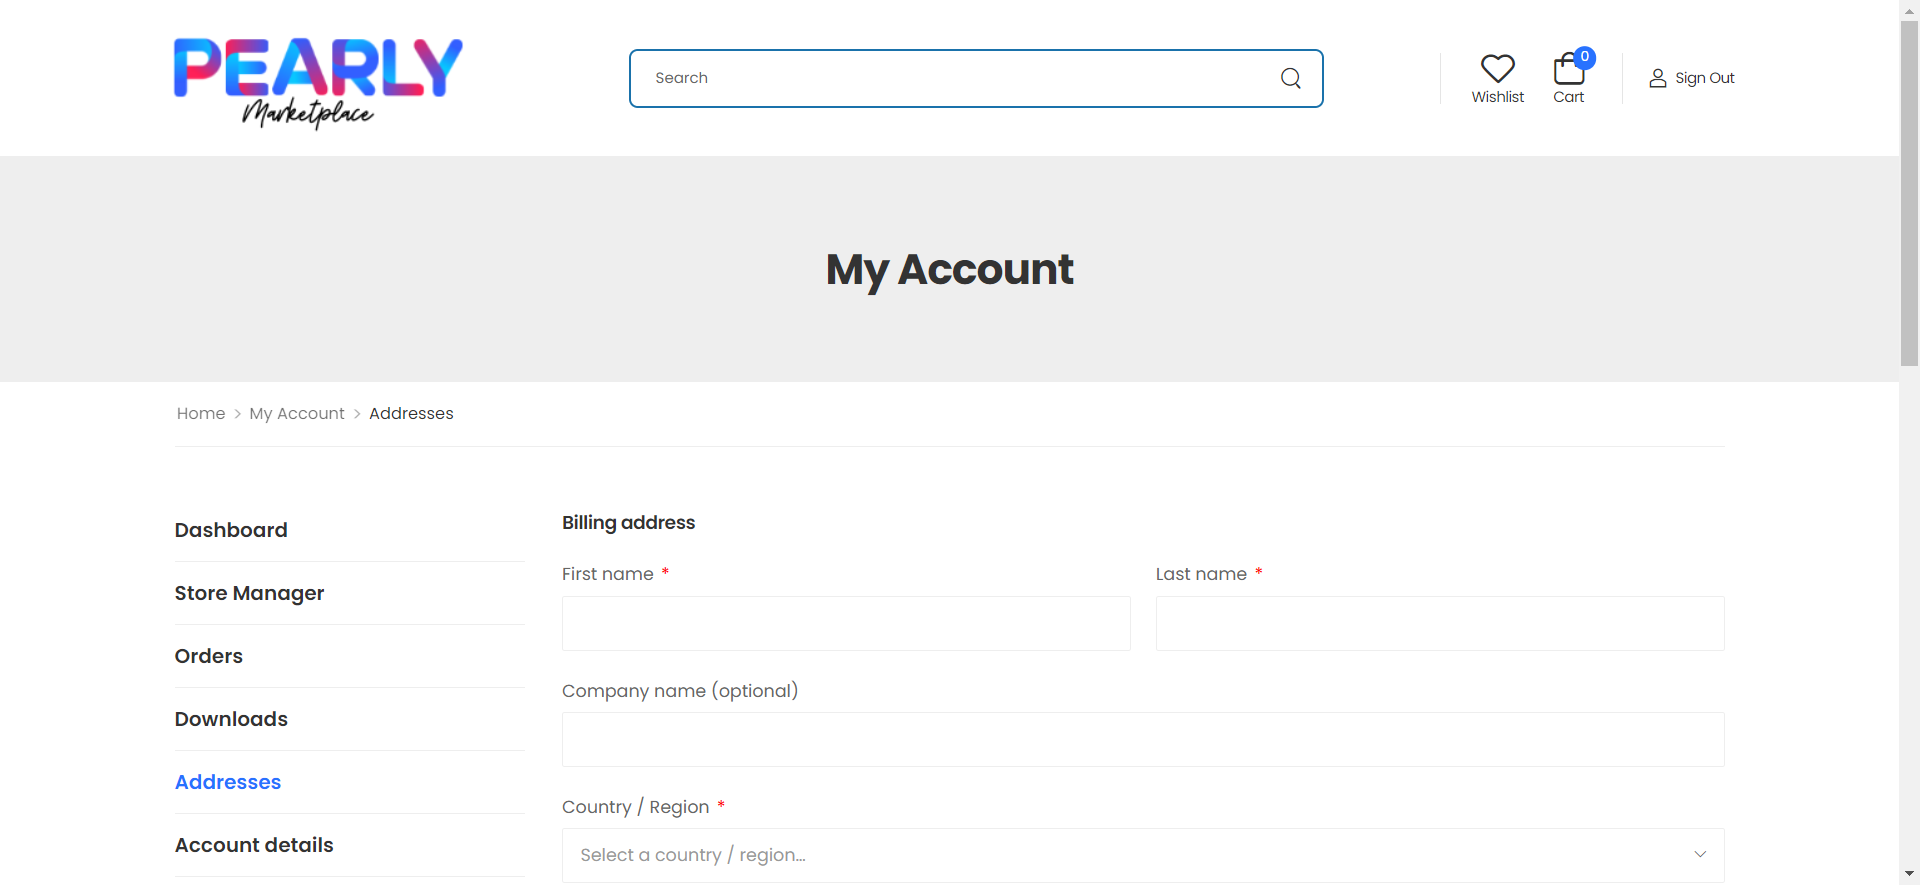 PEARLY
Marketplace
Search
Wishlist
0
Cart
Sign Out
My Account
Home > My Account > Addresses
Dashboard
Store Manager
Orders
Downloads
Addresses
Account details
Billing address
First name *
Last name *
Company name (optional)
Country / Region *
Select a country / region...